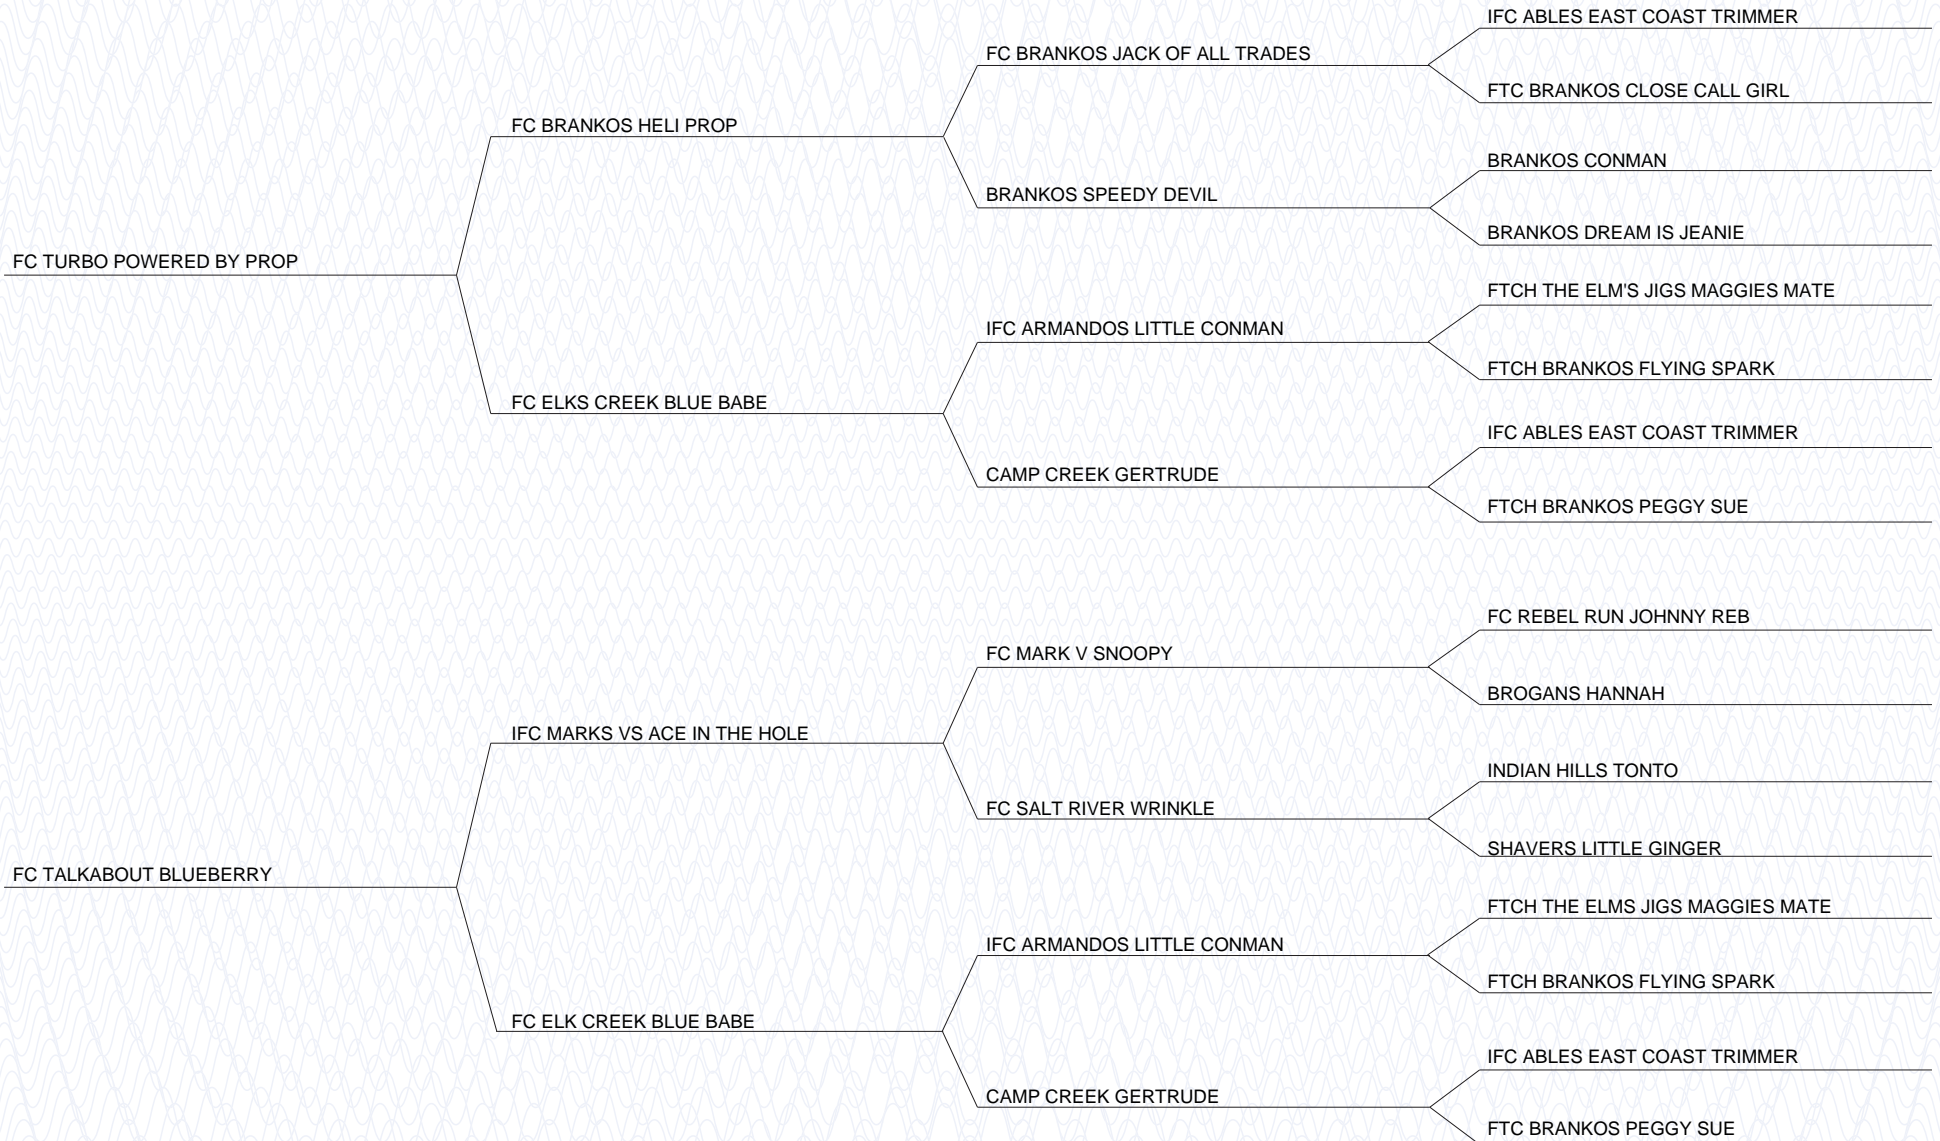 IFC ABLES EAST COAST TRIMMER
FC BRANKOS JACK OF ALL TRADES
FTC BRANKOS CLOSE CALL GIRL
FC BRANKOS HELI PROP
BRANKOS CONMAN
BRANKOS SPEEDY DEVIL
BRANKOS DREAM IS JEANIE
FC TURBO POWERED BY PROP
FTCH THE ELM'S JIGS MAGGIES MATE
IFC ARMANDOS LITTLE CONMAN
FTCH BRANKOS FLYING SPARK
FC ELKS CREEK BLUE BABE
IFC ABLES EAST COAST TRIMMER
CAMP CREEK GERTRUDE
FTCH BRANKOS PEGGY SUE
FC REBEL RUN JOHNNY REB
FC MARK V SNOOPY
BROGANS HANNAH
IFC MARKS VS ACE IN THE HOLE
INDIAN HILLS TONTO
FC SALT RIVER WRINKLE
SHAVERS LITTLE GINGER
FC TALKABOUT BLUEBERRY
FTCH THE ELMS JIGS MAGGIES MATE
IFC ARMANDOS LITTLE CONMAN
FTCH BRANKOS FLYING SPARK
FC ELK CREEK BLUE BABE
IFC ABLES EAST COAST TRIMMER
CAMP CREEK GERTRUDE
FTC BRANKOS PEGGY SUE